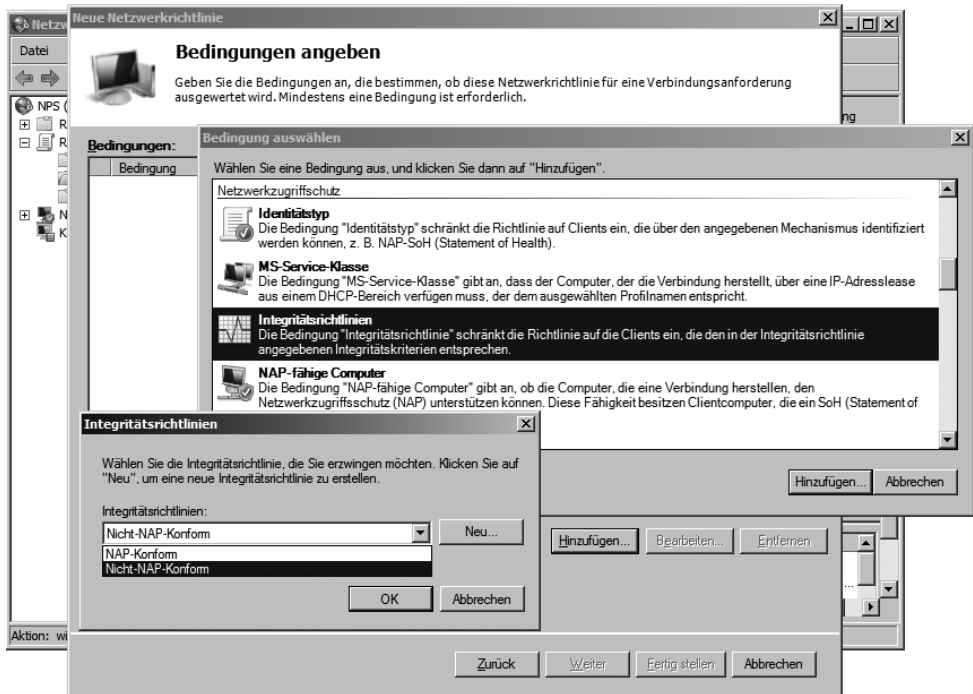 Netzw
Datei
NPS (
R
R
N
K
ng
Aktion: wi
Neue Netzwerkrichtlinie
Bedingungen angeben
Geben Sie die Bedingungen an, die bestimmen, ob diese Netzwerkrichtlinie für eine Verbindungsanforderung
ausgewertet wird. Mindestens eine Bedingung ist erforderlich.
Bedingungen:
Bedingung
Bedingung auswählen
Wählen Sie eine Bedingung aus, und klicken Sie dann auf "Hinzufügen".
Netzwerkzugriffschutz
Identitätstyp
Die Bedingung "Identitätstyp" schränkt die Richtlinie auf Clients ein, die über den angegebenen Mechanismus identifiziert
werden können, z. B. NAP-SoH (Statement of Health).
MS-Service-Klasse
Die Bedingung "MS-Service-Klasse" gibt an, dass der Computer, der die Verbindung herstellt, über eine IP-Adresslease
aus einem DHCP-Bereich verfügen muss, der dem ausgewählten Profilnamen entspricht.
Integritätsrichtlinien
Die Bedingung "Integritätsrichtlinie" schränkt die Richtlinie auf die Clients ein, die den in der Integritätsrichtlinie
angegebenen Integritätskriterien entsprechen.
NAP-fähige Computer
Die Bedingung "NAP-fähige Computer" gibt an, ob die Computer, die eine Verbindung herstellen, den
Netzwerkzugriffsschutz (NAP) unterstützen können. Diese Fähigkeit besitzen Clientcomputer, die ein SoH (Statement of
Hinzufügen... Abbrechen
Integritätsrichtlinien
Wählen Sie die Integritätsrichtlinie, die Sie erzwingen möchten. Klicken Sie auf
"Neu", um eine neue Integritätsrichtlinie zu erstellen.
Integritätsrichtlinien:
Nicht-NAP-Konform
Neu...
NAP-Konform
Nicht-NAP-Konform
OK Abbrechen
Hinzufügen... Bearbeiten... Entfernen
...
Zurück Weiter Fertig stellen Abbrechen